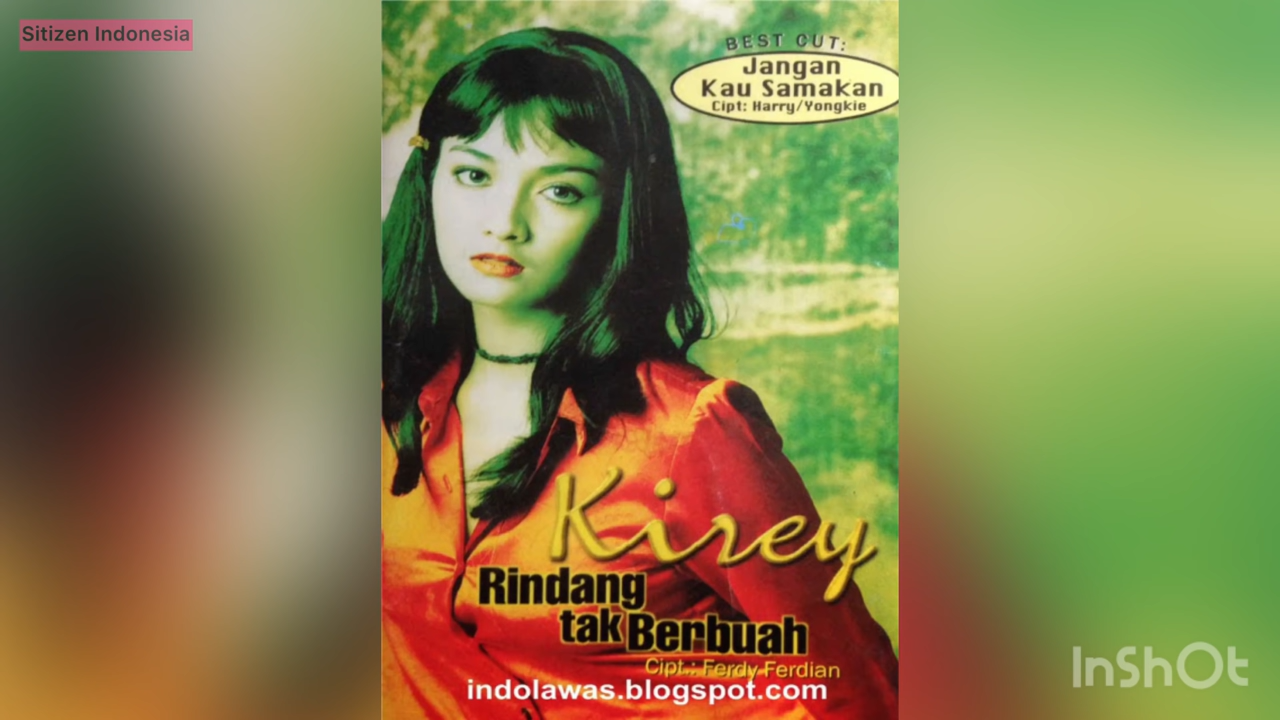 Sitizen Indonesia
BEST CUT:
Jangan
Kau Samakan
Cipt: Harry/Yongkie
Kirey
Rindang
tak Berbuah
Cipt.: Ferdy Ferdian
indolawas.blogspot.com
InShOt